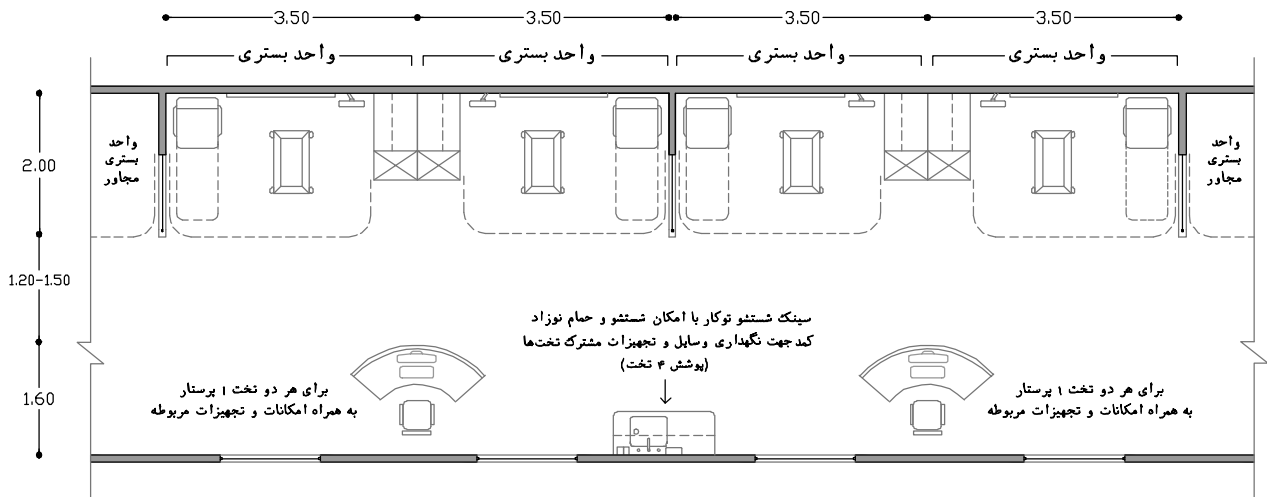 3.50
3.50
3.50
3.50
واحد بستری
واحد بستری
واحد بستری
واحد بستری
2.00
1.20-1.50
1.60
واحد
بستری
مجاور
واحد
بستری
مجاور
سینک شستشو توکار با امکان شستشو و حمام نوزاد
کمد جهت نگهداری وسایل و تجهیزات مشترک تخت‌ها
(پوشش ۴ تخت)
برای هر دو تخت ۱ پرستار
به همراه امکانات و تجهیزات مربوطه
برای هر دو تخت ۱ پرستار
به همراه امکانات و تجهیزات مربوطه